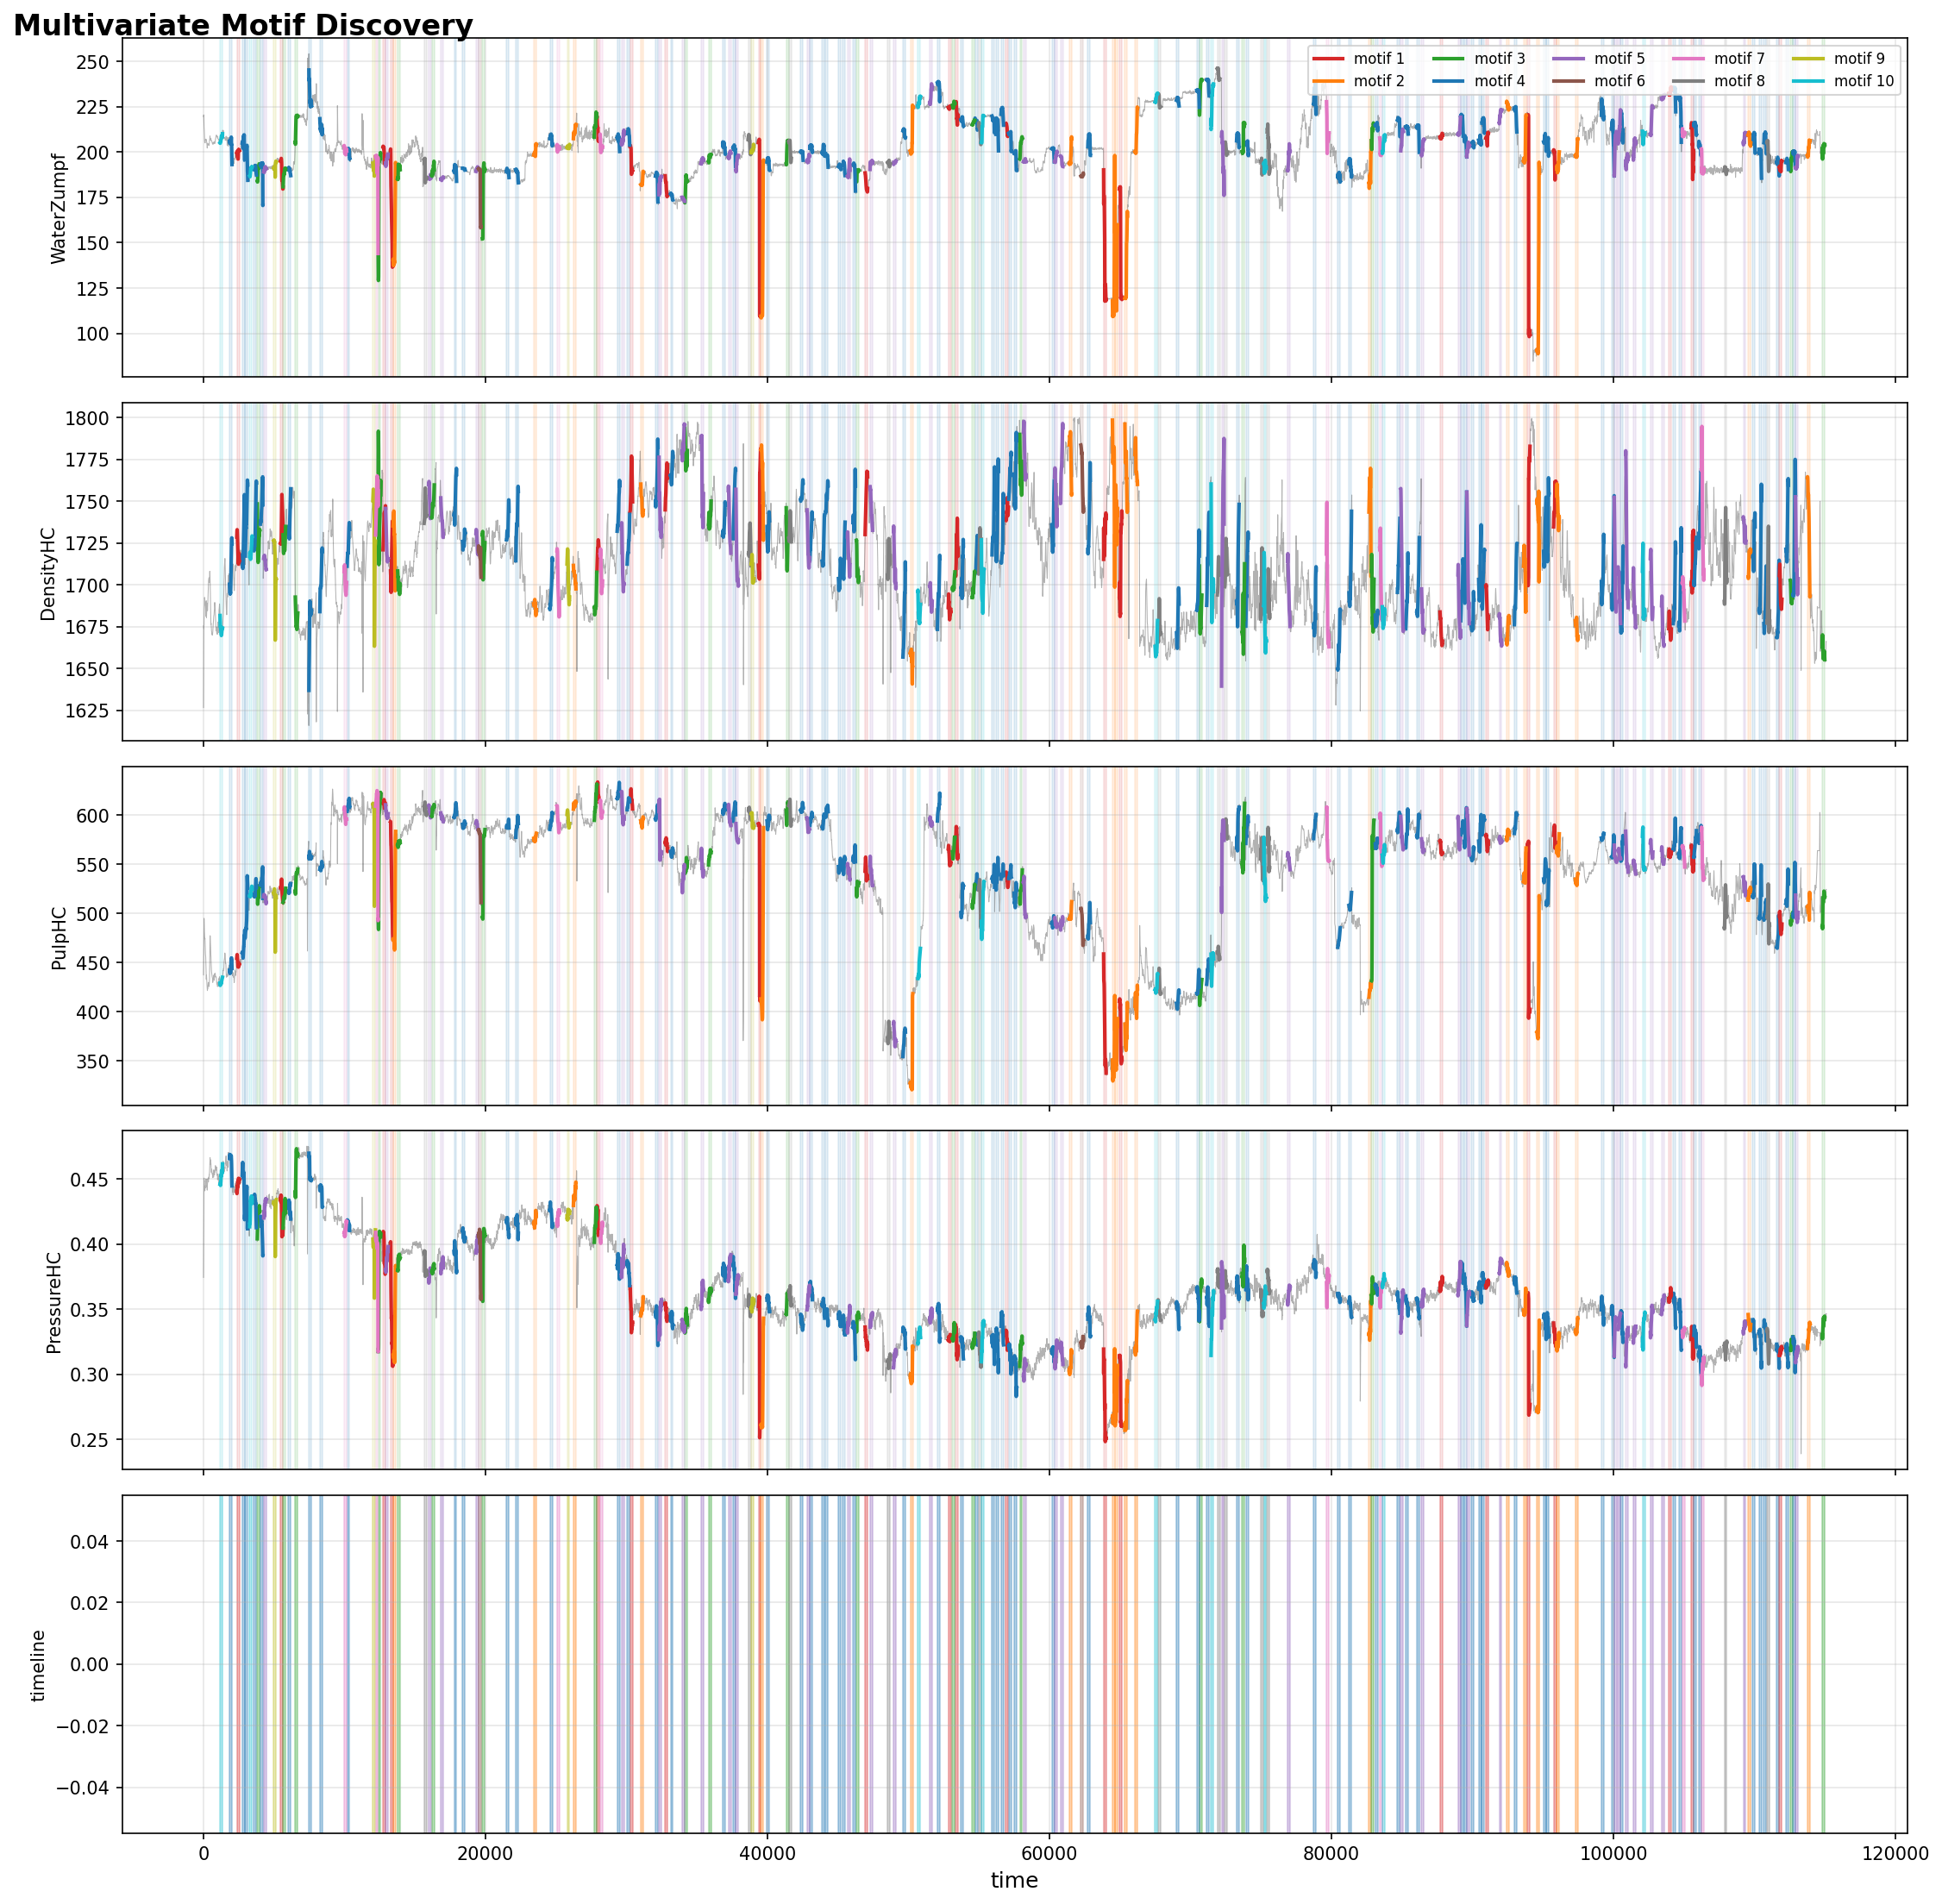 Multivariate Motif Discovery
motif 1
motif 3
motif 5
motif 7
motif 9
motif 2
motif 4
motif 6
motif 8
motif 10
250
225
200
175
150
125
100
WaterZumpf
1800
1775
1750
1725
1700
1675
1650
1625
DensityHC
600
550
500
450
400
350
PulpHC
0.45
0.40
0.35
0.30
0.25
PressureHC
0.04
0.02
0.00
−0.02
−0.04
timeline
0
20000
40000
60000
80000
100000
120000
time